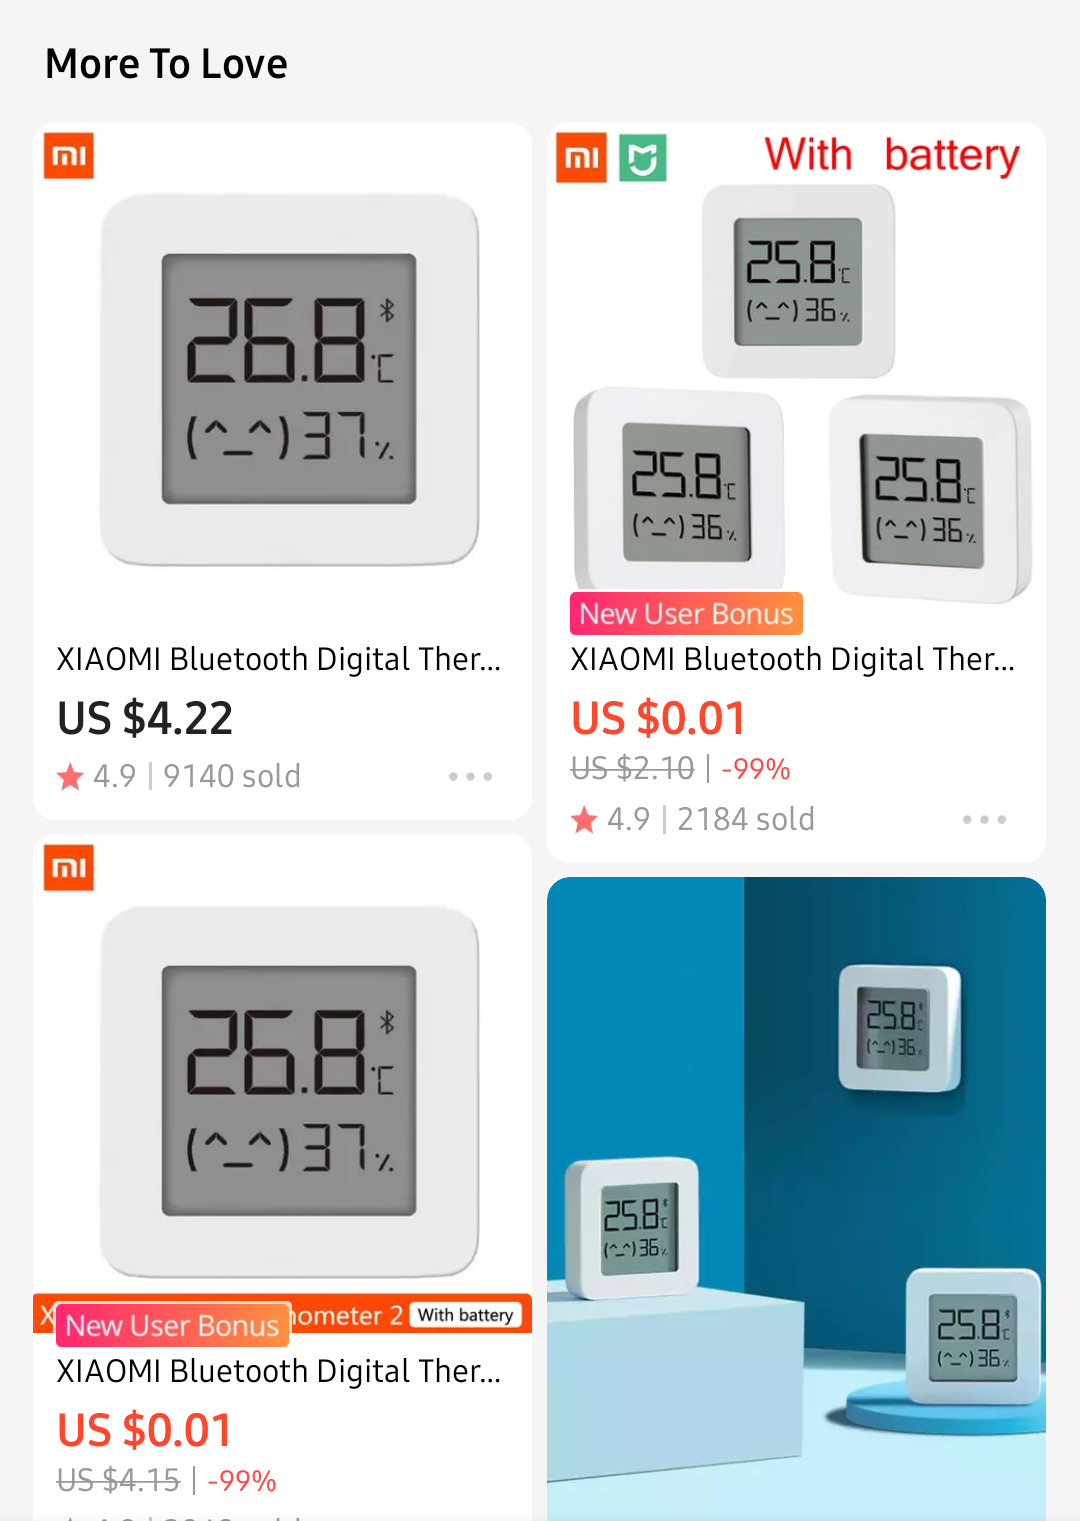 More To Love
mi
26.8 °C
(^_^) 37 %
XIAOMI Bluetooth Digital Ther...
US $4.22
4.9 | 9140 sold
mi
With battery
25.8 °C
(^_^) 36 %
25.8 °C
(^_^) 36 %
25.8 °C
(^_^) 36 %
New User Bonus
XIAOMI Bluetooth Digital Ther...
US $0.01
US $2.10 | -99%
4.9 | 2184 sold
mi
26.8 °C
(^_^) 37 %
X
ometer 2 With battery
New User Bonus
XIAOMI Bluetooth Digital Ther...
US $0.01
US $4.15 | -99%
25.8 °C
(^_^) 36 %
25.8 °C
(^_^) 36 %
25.8 °C
(^_^) 36 %